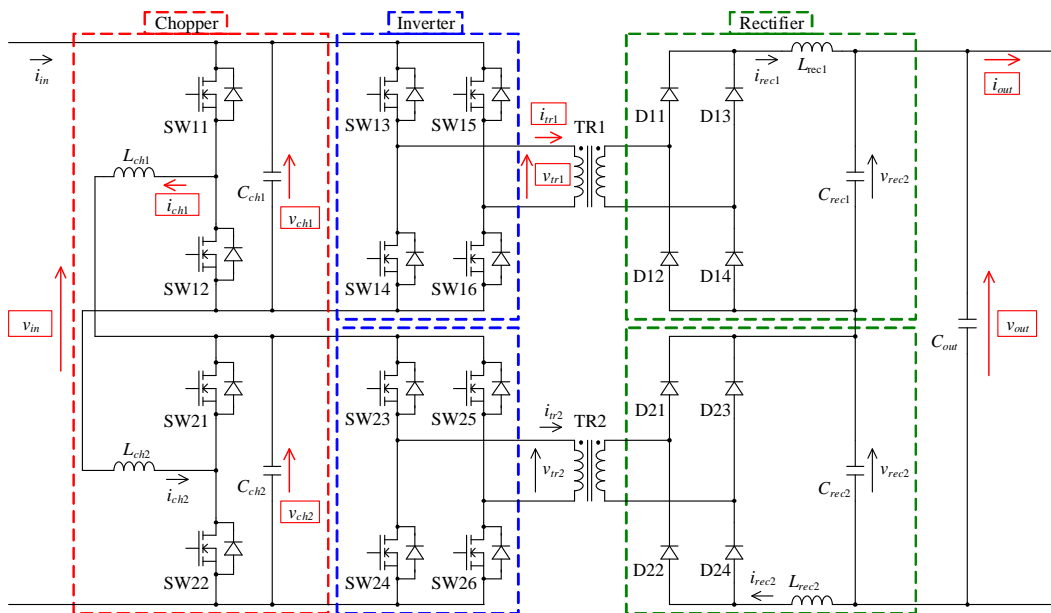 Chopper
Inverter
Rectifier
i_in
SW11
SW13
SW15
i_tr1
TR1
D11
D13
i_rec1
L_rec1
i_out
L_ch1
i_ch1
C_ch1
v_ch1
v_tr1
C_rec1
v_rec2
SW12
SW14
SW16
D12
D14
v_in
C_out
v_out
SW21
SW23
SW25
i_tr2
TR2
D21
D23
L_ch2
i_ch2
C_ch2
v_ch2
v_tr2
C_rec2
v_rec2
SW22
SW24
SW26
D22
D24
i_rec2
L_rec2